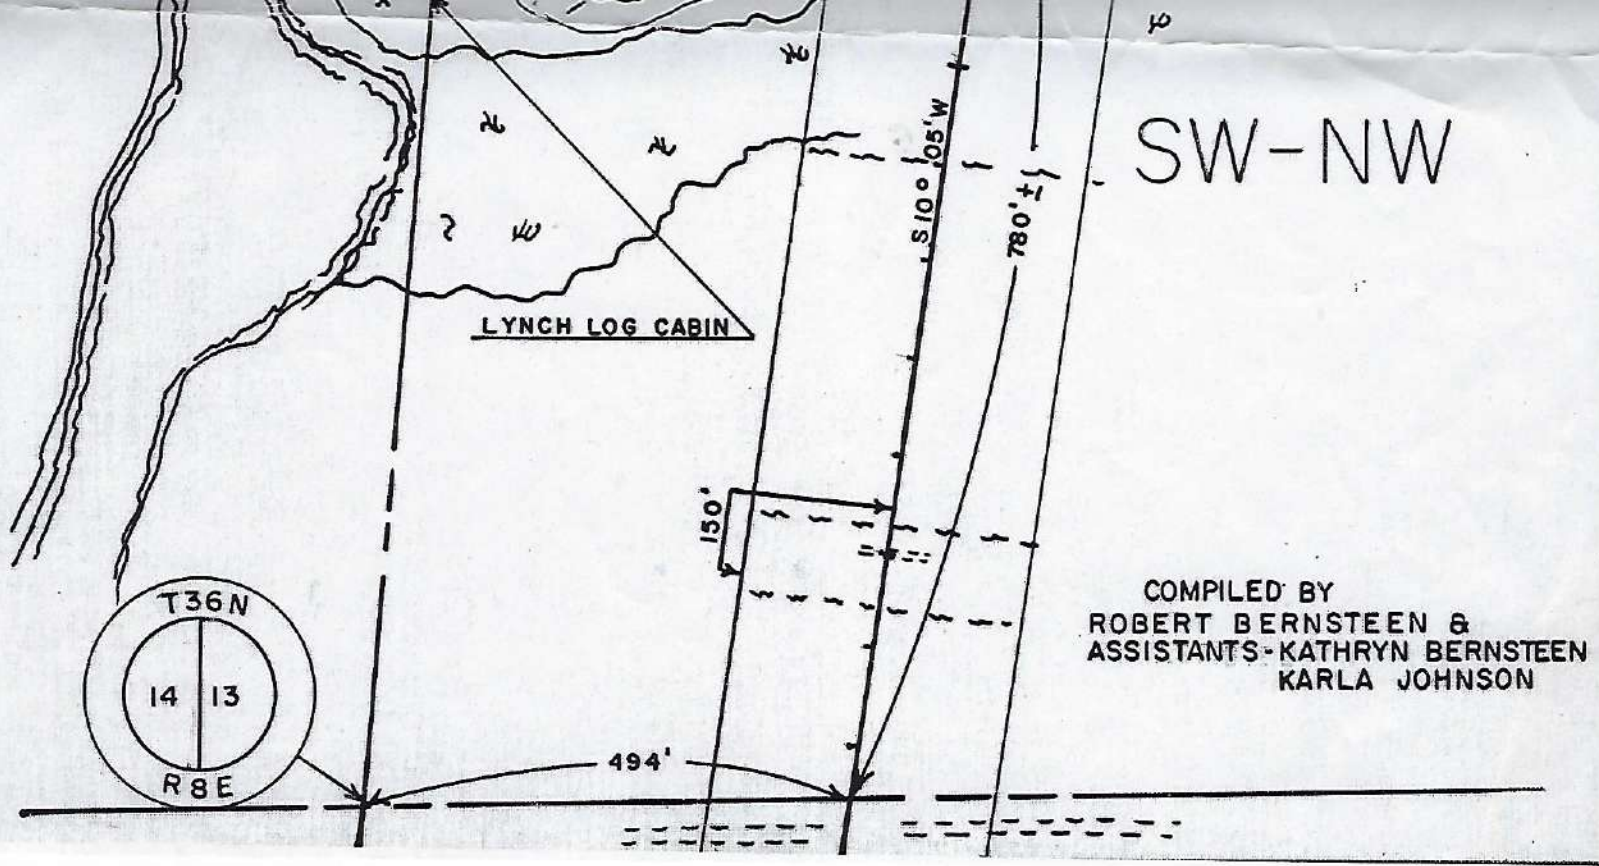 SW-NW
S 10° .05'W
780' ±
LYNCH LOG CABIN
150'
COMPILED BY
ROBERT BERNSTEEN &
ASSISTANTS-KATHRYN BERNSTEEN
KARLA JOHNSON
T36N
14 13
R8E
494'